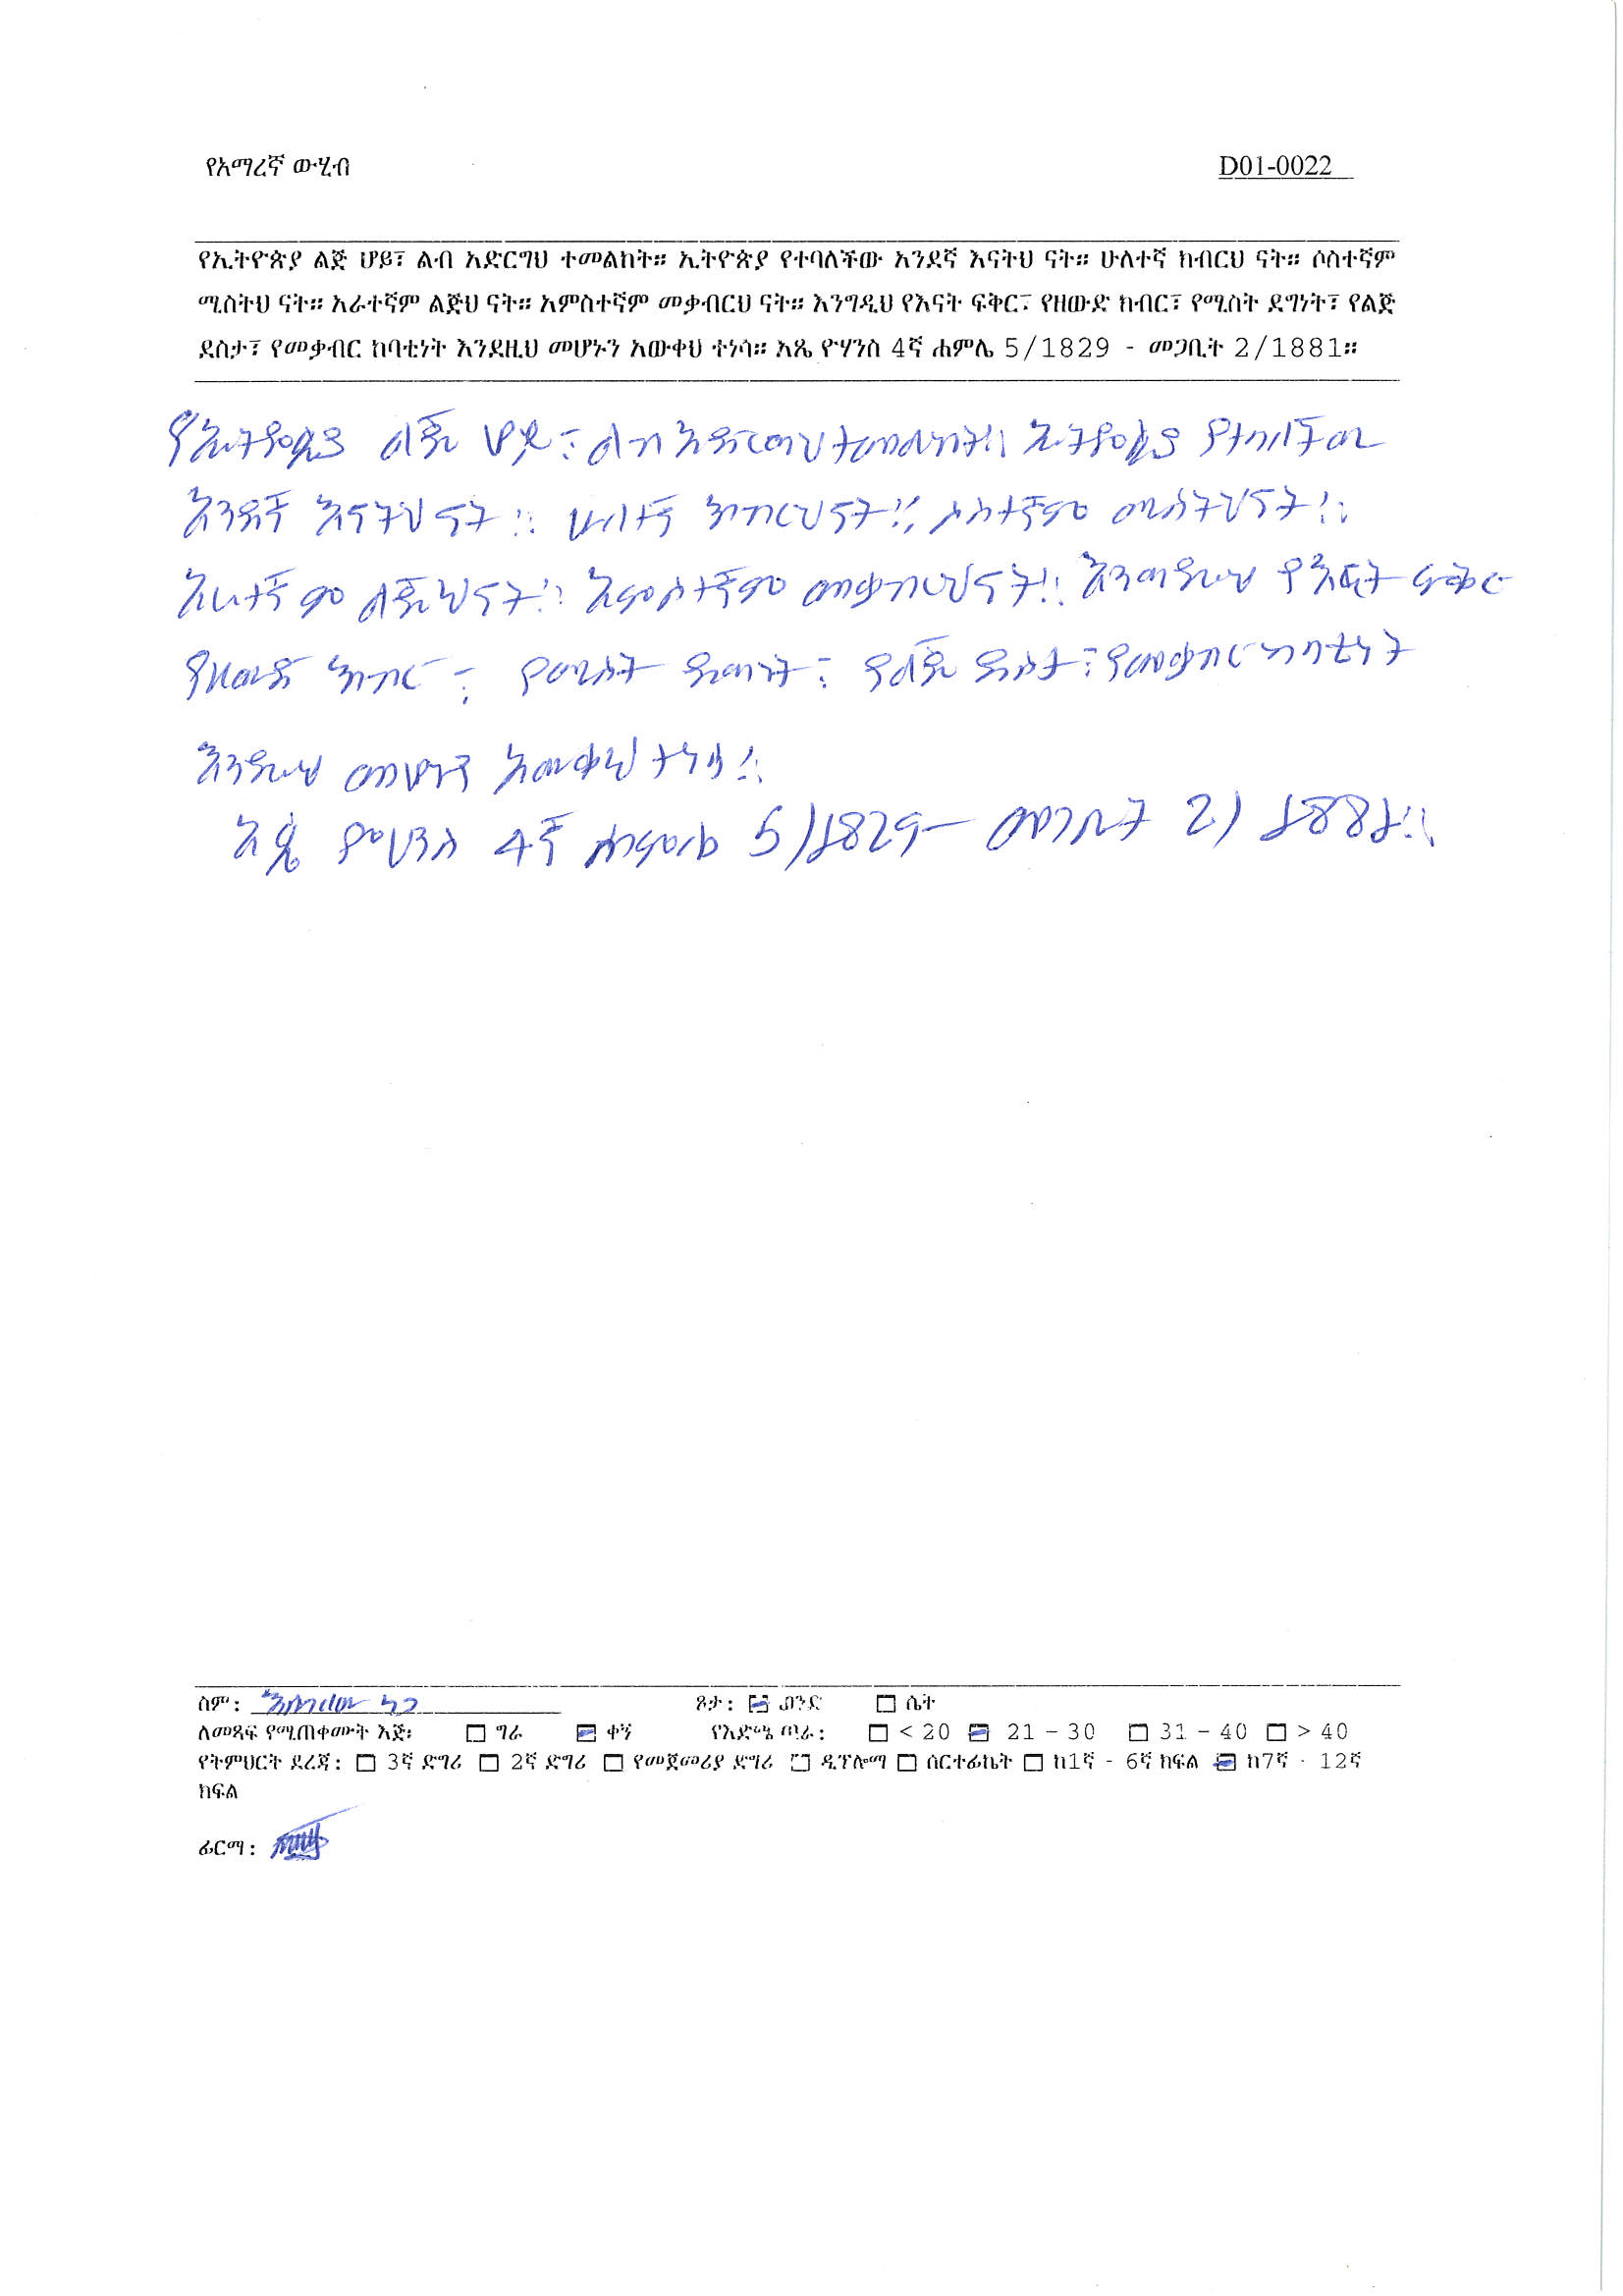 የአማረኛ ውሂብ D01-0022
የኢትዮጵያ ልጅ ሆይ፣ ልብ አድርግህ ተመልከት። ኢትዮጵያ የተባለችው አንደኛ እናትህ ናት። ሁለተኛ ክብርህ ናት። ሶስተኛም
ሚስትህ ናት። አራተኛም ልጅህ ናት። አምስተኛም መቃብርህ ናት። እንግዲህ የእናት ፍቅር፣ የዘውድ ክብር፣ የሚስት ደግነት፣ የልጅ
ደስታ፣ የመቃብር ከባቲነት እንደዚህ መሆኑን አውቀህ ተነሳ። አጼ ዮሃንስ 4ኛ ሐምሌ 5/1829 - መጋቢት 2/1881።
የኢትዮጵያ ልጅ ሆይ፣ ልብ አድርግህ ተመልከት። ኢትዮጵያ የተባለችው
አንደኛ እናትህ ናት። ሁለተኛ ክብርህ ናት። ሶስተኛም ሚስትህ ናት።
አራተኛም ልጅህ ናት። አምስተኛም መቃብርህ ናት። እንግዲህ የእናት ፍቅር
የዘውድ ክብር፣ የሚስት ደግነት፣ የልጅ ደስታ፣ የመቃብር ከባቲነት
እንደዚህ መሆኑን አውቀህ ተነሳ።
አጼ ዮሃንስ 4ኛ ሐምሌ 5/1829 - መጋቢት 2/1881።
ስም:
ጾታ: ወንድ ሴት
ለመጻፍ የሚጠቀሙት እጅ፡ ግራ ቀኝ የእድሜ ጣራ: < 20 21 - 30 31 - 40 > 40
የትምህርት ደረጃ: 3ኛ ድግሪ 2ኛ ድግሪ የመጀመሪያ ድግሪ ዲፕሎማ ሰርተፊኬት ከ1ኛ - 6ኛ ክፍል ከ7ኛ - 12ኛ
ክፍል
ፊርማ: